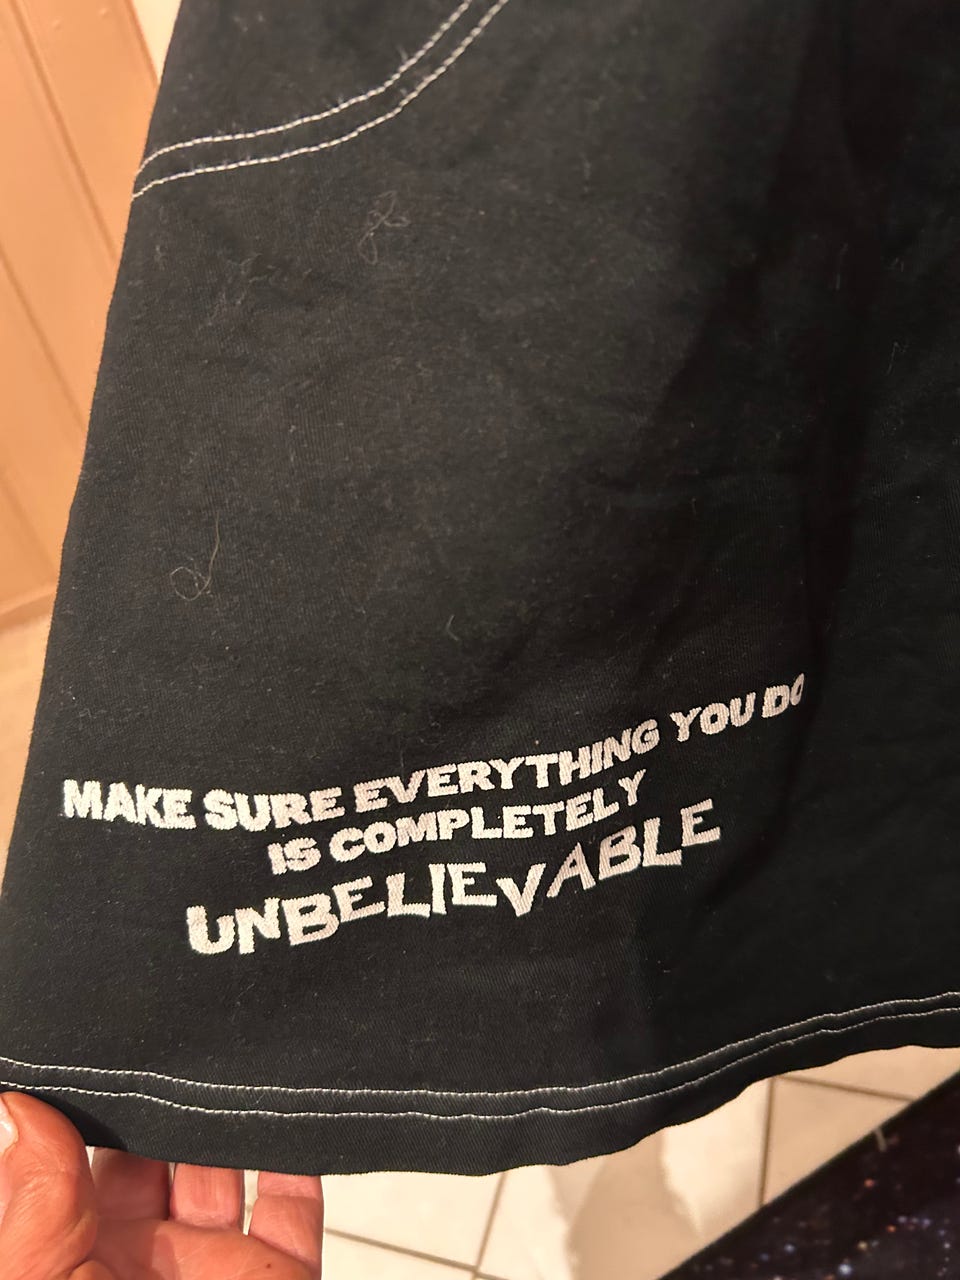 MAKE SURE EVERYTHING YOU DO
IS COMPLETELY
UNBELIEVABLE